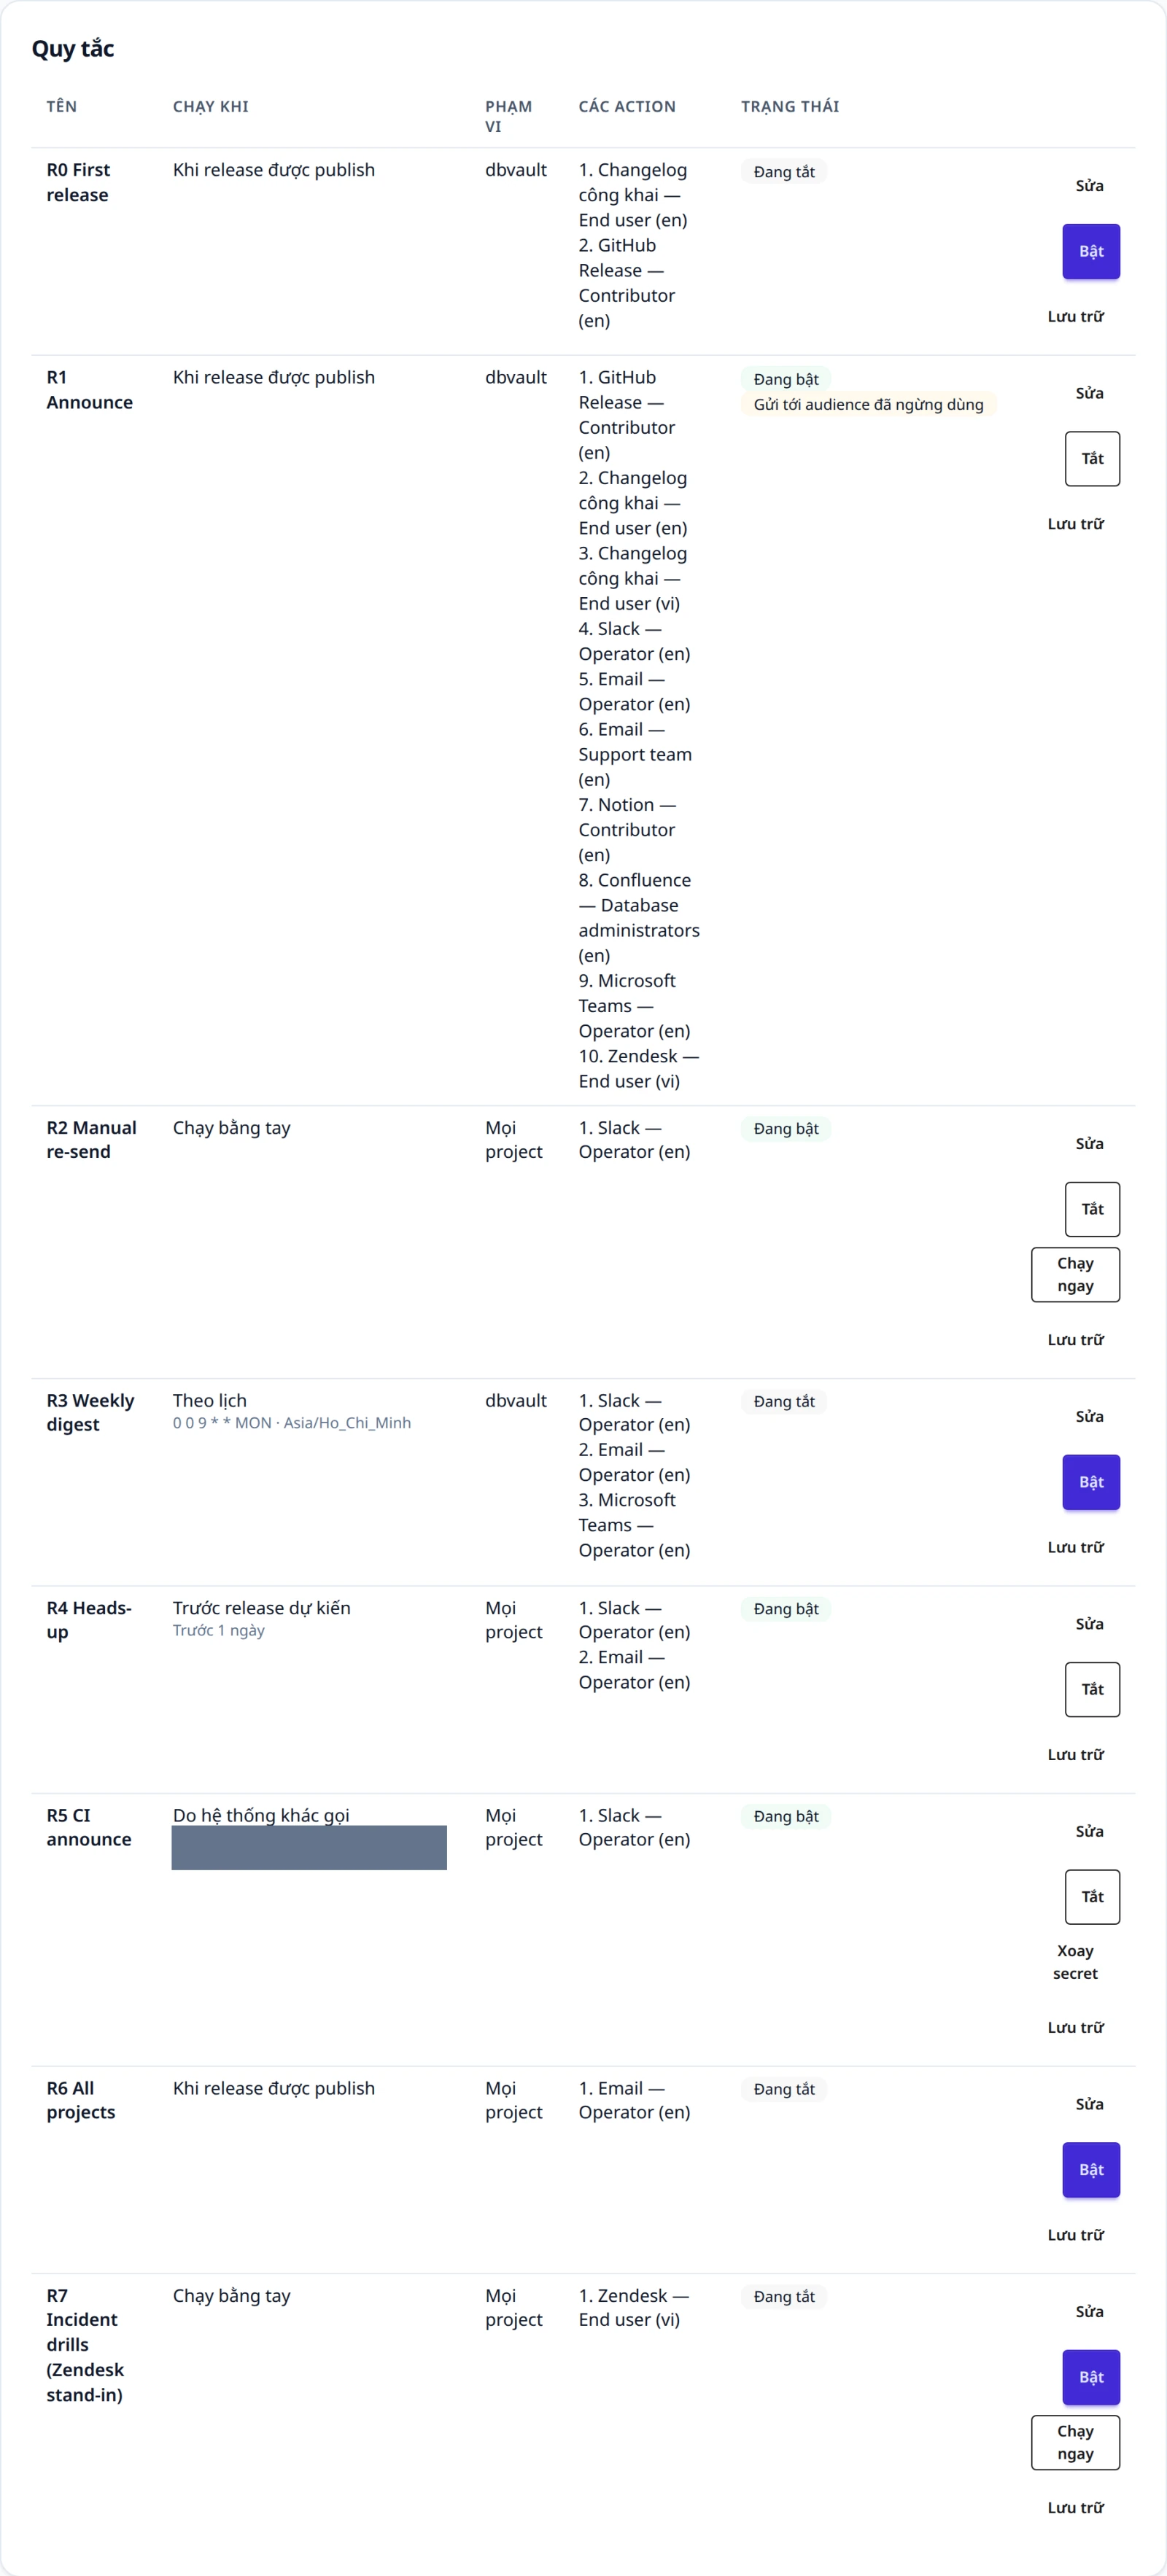 Quy tắc
TÊN
CHẠY KHI
PHẠM
VI
CÁC ACTION
TRẠNG THÁI
R0 First
release
Khi release được publish
dbvault
1. Changelog
công khai —
End user (en)
2. GitHub
Release —
Contributor
(en)
Đang tắt
Sửa
Bật
Lưu trữ
R1
Announce
Khi release được publish
dbvault
1. GitHub
Release —
Contributor
(en)
2. Changelog
công khai —
End user (en)
3. Changelog
công khai —
End user (vi)
4. Slack —
Operator (en)
5. Email —
Operator (en)
6. Email —
Support team
(en)
7. Notion —
Contributor
(en)
8. Confluence
— Database
administrators
(en)
9. Microsoft
Teams —
Operator (en)
10. Zendesk —
End user (vi)
Đang bật
Gửi tới audience đã ngừng dùng
Sửa
Tắt
Lưu trữ
R2 Manual
re-send
Chạy bằng tay
Mọi
project
1. Slack —
Operator (en)
Đang bật
Sửa
Tắt
Chạy
ngay
Lưu trữ
R3 Weekly
digest
Theo lịch
0 0 9 * * MON · Asia/Ho_Chi_Minh
dbvault
1. Slack —
Operator (en)
2. Email —
Operator (en)
3. Microsoft
Teams —
Operator (en)
Đang tắt
Sửa
Bật
Lưu trữ
R4 Heads-
up
Trước release dự kiến
Trước 1 ngày
Mọi
project
1. Slack —
Operator (en)
2. Email —
Operator (en)
Đang bật
Sửa
Tắt
Lưu trữ
R5 CI
announce
Do hệ thống khác gọi
Mọi
project
1. Slack —
Operator (en)
Đang bật
Sửa
Tắt
Xoay
secret
Lưu trữ
R6 All
projects
Khi release được publish
Mọi
project
1. Email —
Operator (en)
Đang tắt
Sửa
Bật
Lưu trữ
R7
Incident
drills
(Zendesk
stand-in)
Chạy bằng tay
Mọi
project
1. Zendesk —
End user (vi)
Đang tắt
Sửa
Bật
Chạy
ngay
Lưu trữ